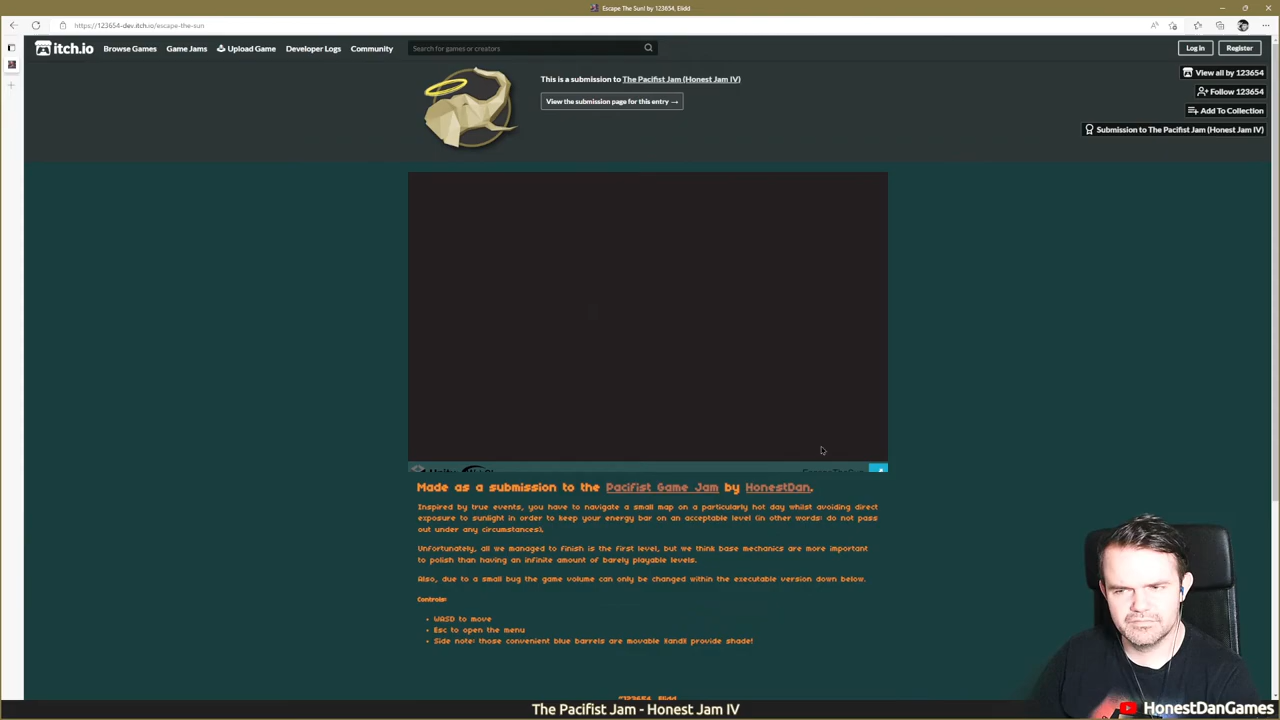 Escape The Sun! by 123654, Elidd
https://123654-dev.itch.io/escape-the-sun
itch.io Browse Games Game Jams Upload Game Developer Logs Community Search for games or creators Log in Register
This is a submission to The Pacifist Jam (Honest Jam IV)
View the submission page for this entry →
View all by 123654
Follow 123654
Add To Collection
Submission to The Pacifist Jam (Honest Jam IV)
Made as a submission to the Pacifist Game Jam by HonestDan.
Inspired by true events, you have to navigate a small map on a particularly hot day whilst avoiding direct
exposure to sunlight in order to keep your energy bar on an acceptable level (in other words: do not pass
out under any circumstances).
Unfortunately, all we managed to finish is the first level, but we think base mechanics are more important
to polish than having an infinite amount of barely playable levels.
Also, due to a small bug the game volume can only be changed within the executable version down below.
Controls:
• WASD to move
• Esc to open the menu
• Side note: those convenient blue barrels are movable (and) provide shade!
The Pacifist Jam - Honest Jam IV
HonestDanGames